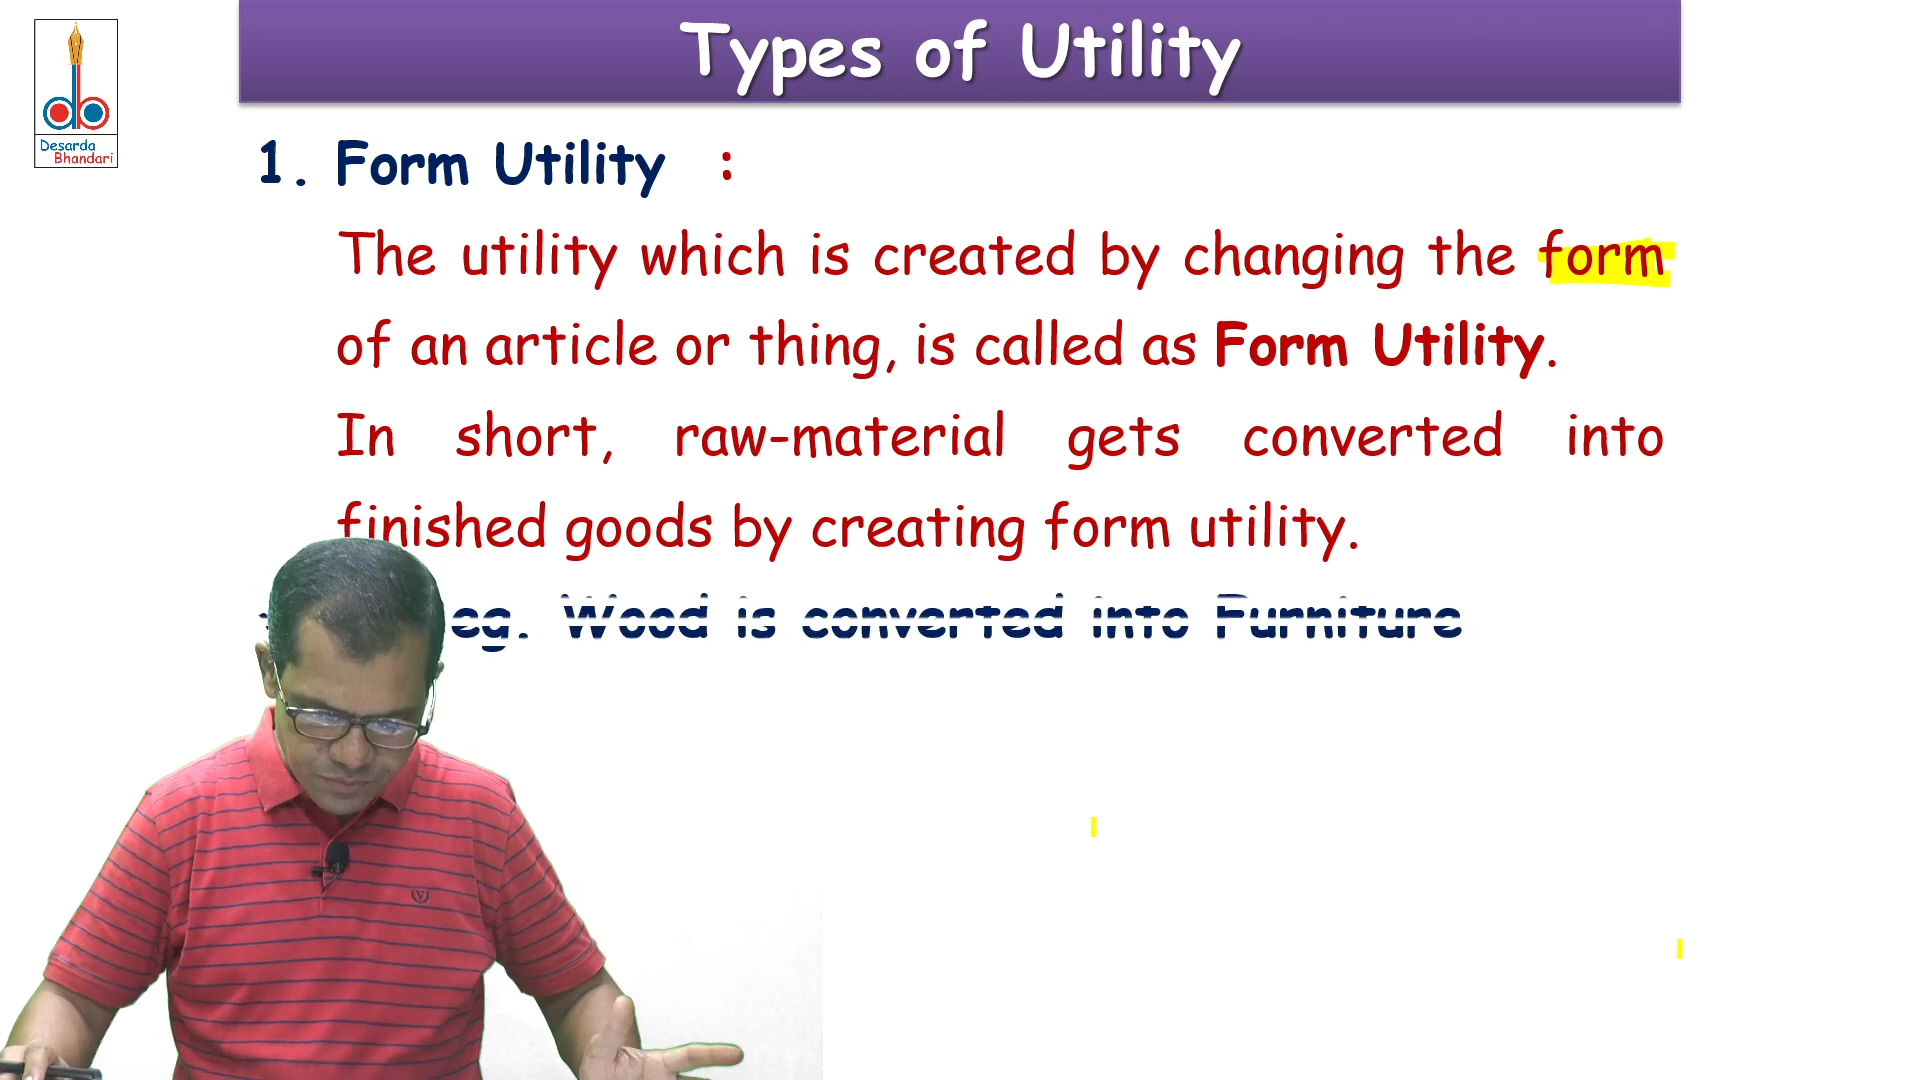 Types of Utility
Desarda
Bhandari
1. Form Utility :
The utility which is created by changing the form
of an article or thing, is called as Form Utility.
In short, raw-material gets converted into
finished goods by creating form utility.
eg. Wood is converted into Furniture